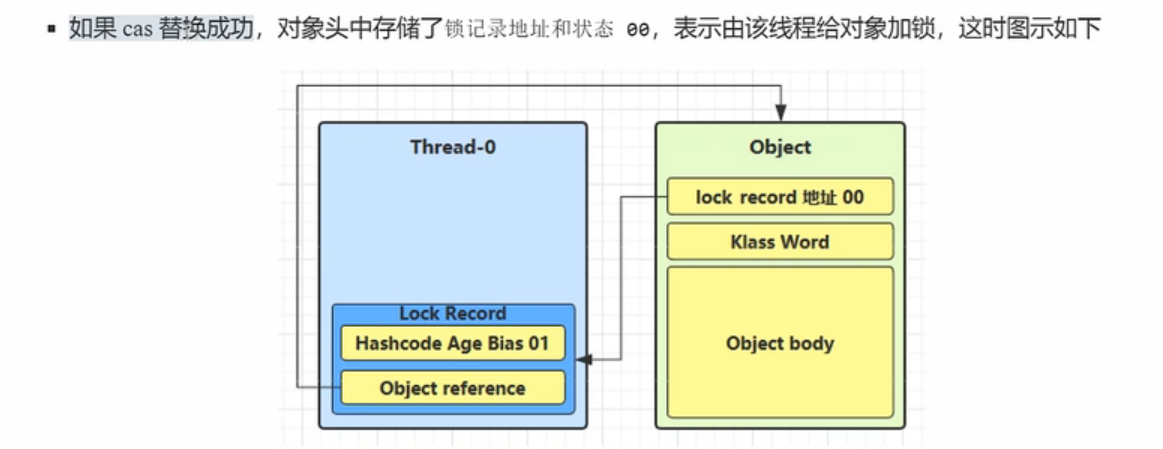 如果 cas 替换成功，对象头中存储了锁记录地址和状态 00，表示由该线程给对象加锁，这时图示如下
Thread-0
Object
lock record 地址 00
Klass Word
Object body
Lock Record
Hashcode Age Bias 01
Object reference